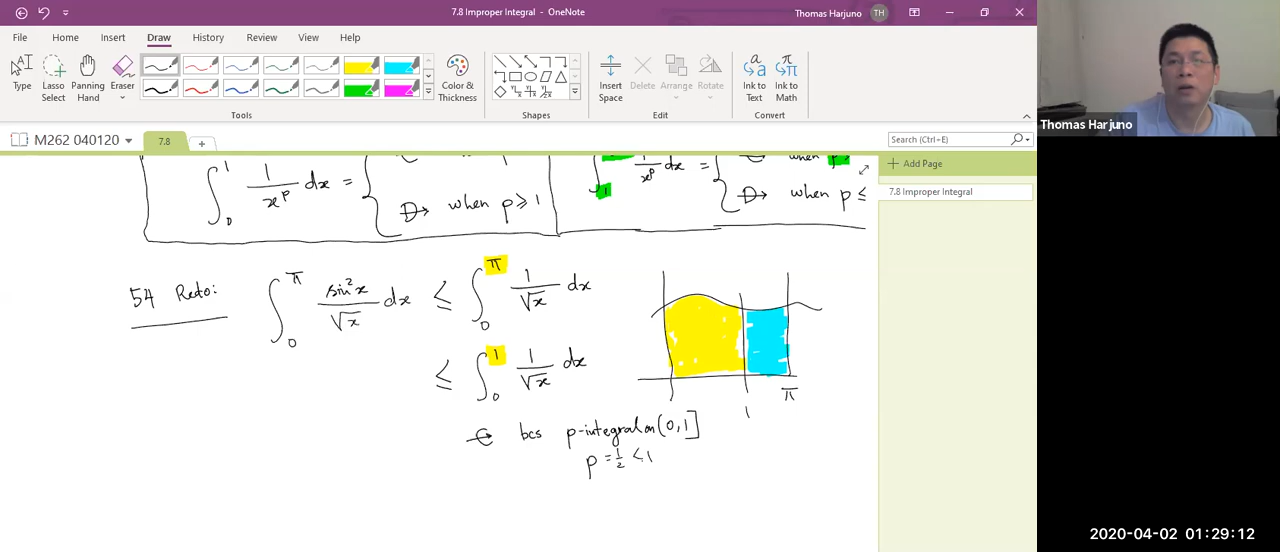 7.8 Improper Integral - OneNote
Thomas Harjuno TH
File Home Insert Draw History Review View Help
Type
Lasso Select
Panning Hand
Eraser
Color & Thickness
Insert Space
Delete
Arrange
Rotate
Ink to Text
Ink to Math
Tools
Shapes
Edit
Convert
M262 040120
7.8
Search (Ctrl+E)
Add Page
7.8 Improper Integral
Thomas Harjuno
∫₀¹ 1/xᵖ dx =
D when p ≥ 1
1/xᵖ dx =
1
when p
D when p ≤
54 Redo: ∫₀^π sin²x/√x dx ≤ ∫₀^π 1/√x dx
≤ ∫₀¹ 1/√x dx
C bcs p-integral on (0,1]
p = 1/2 < 1
1 π
2020-04-02 01:29:12